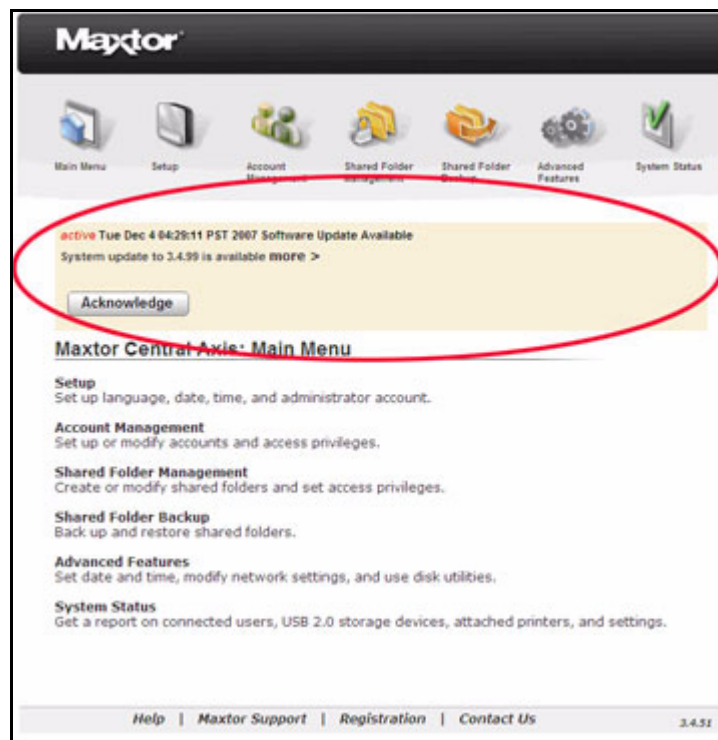 Maxtor
Main Menu
Setup
Account Management
Shared Folder Management
Shared Folder Backup
Advanced Features
System Status
active Tue Dec 4 04:29:11 PST 2007 Software Update Available
System update to 3.4.99 is available more >
Acknowledge
Maxtor Central Axis: Main Menu
Setup
Set up language, date, time, and administrator account.
Account Management
Set up or modify accounts and access privileges.
Shared Folder Management
Create or modify shared folders and set access privileges.
Shared Folder Backup
Back up and restore shared folders.
Advanced Features
Set date and time, modify network settings, and use disk utilities.
System Status
Get a report on connected users, USB 2.0 storage devices, attached printers, and settings.
Help | Maxtor Support | Registration | Contact Us
3.4.51